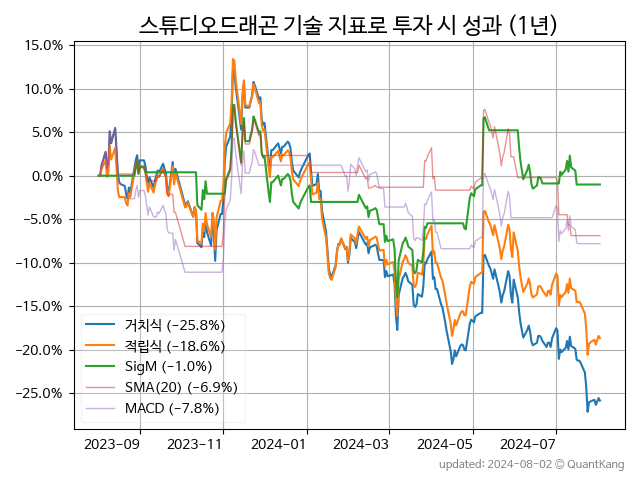 스튜디오드래곤 기술 지표로 투자 시 성과 (1년)
15.0%
10.0%
5.0%
0.0%
−5.0%
−10.0%
−15.0%
−20.0%
−25.0%
거치식 (−25.8%)
적립식 (−18.6%)
SigM (−1.0%)
SMA(20) (−6.9%)
MACD (−7.8%)
2023−09 2023−11 2024−01 2024−03 2024−05 2024−07
updated: 2024−08−02 © QuantKang